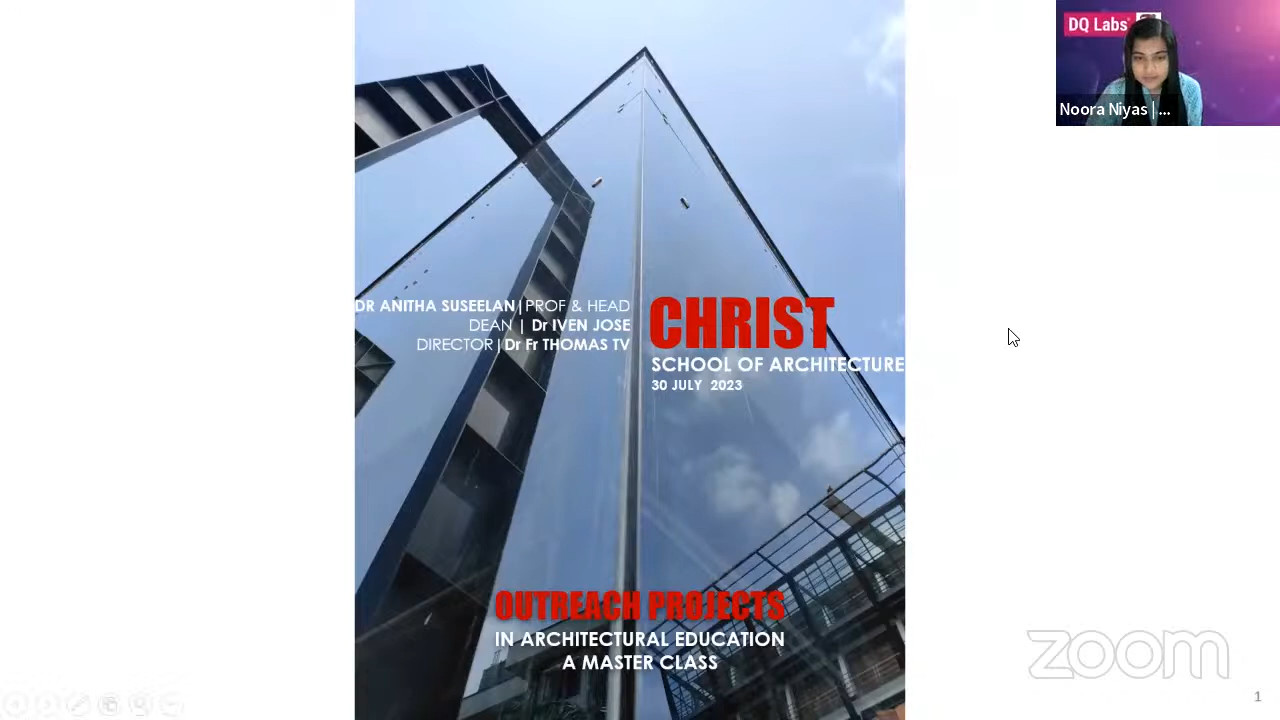 DQ Labs
Noora Niyas | ...
DR ANITHA SUSEELAN|PROF & HEAD
DEAN | Dr IVEN JOSE
DIRECTOR|Dr Fr THOMAS TV
CHRIST
SCHOOL OF ARCHITECTURE
30 JULY 2023
OUTREACH PROJECTS
IN ARCHITECTURAL EDUCATION
A MASTER CLASS
zoom
1